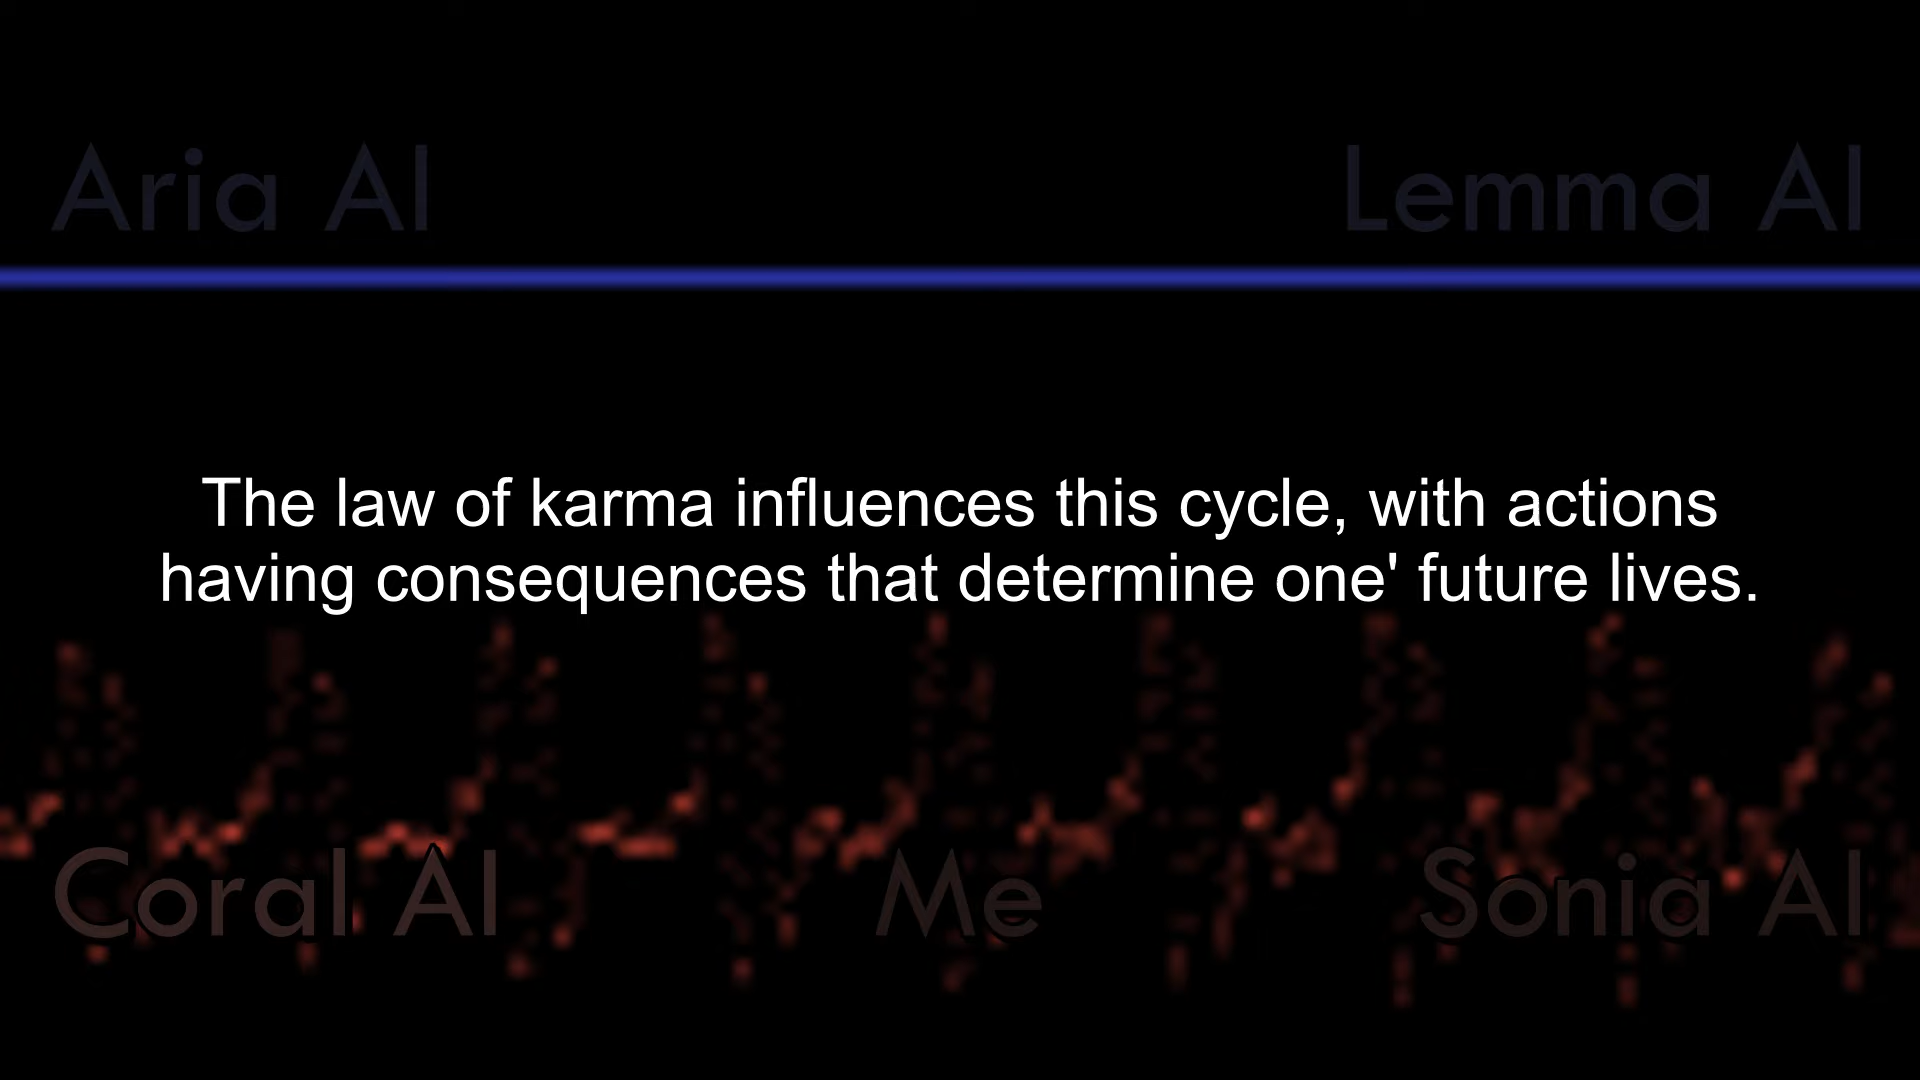 Aria AI
Lemma AI
The law of karma influences this cycle, with actions
having consequences that determine one' future lives.
Coral AI
Me
Sonia AI